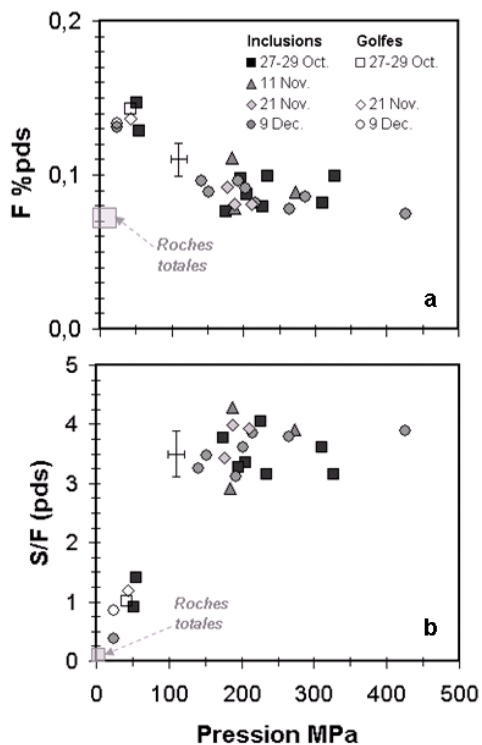 a
0,2
Inclusions Golfes
27-29 Oct. 27-29 Oct.
11 Nov.
21 Nov. 21 Nov.
9 Dec. 9 Dec.
F %pds
0,1
Roches
totales
a
0,0
b
5
4
S/F (pds)
3
2
1
Roches
totales
b
0
0 100 200 300 400 500
Pression MPa